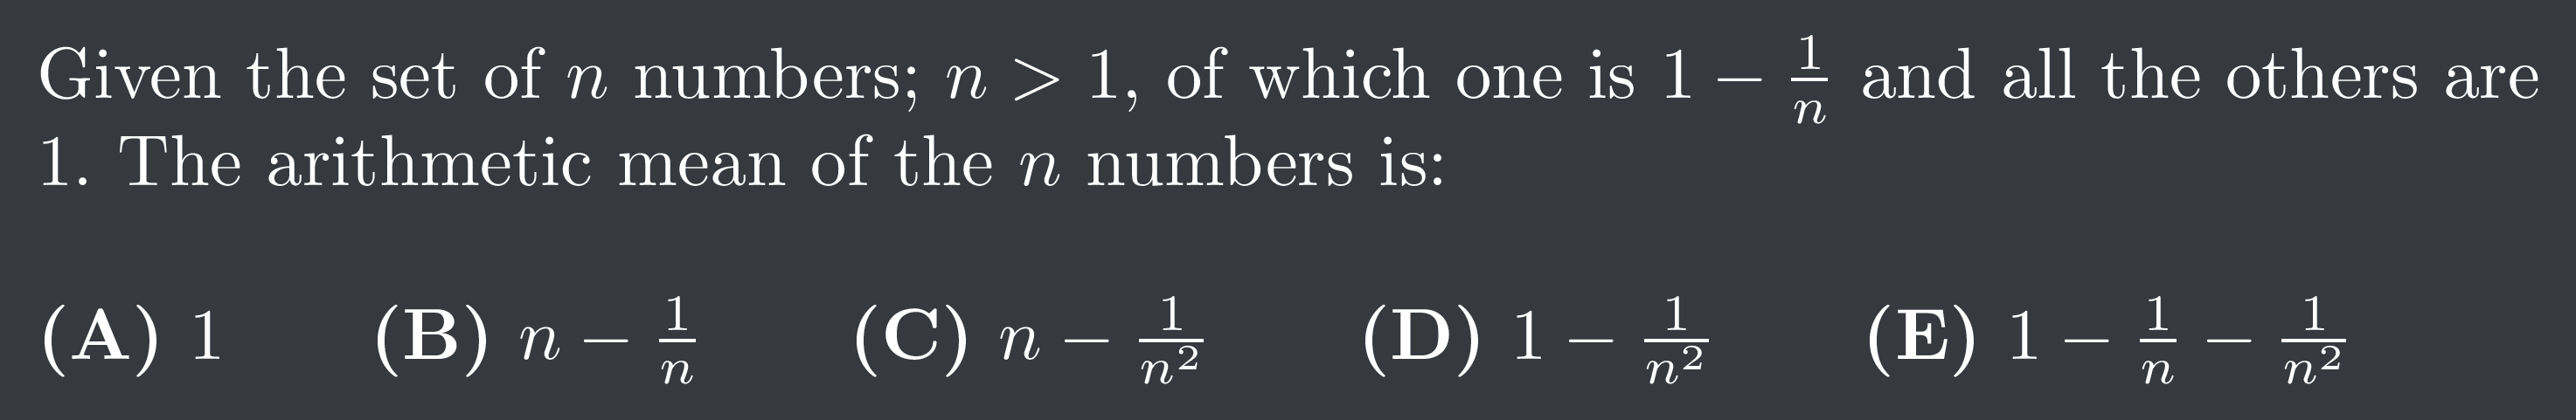 Given the set of n numbers; n > 1, of which one is 1 − 1/n and all the others are
1. The arithmetic mean of the n numbers is:
(A) 1 (B) n − 1/n (C) n − 1/n² (D) 1 − 1/n² (E) 1 − 1/n − 1/n²